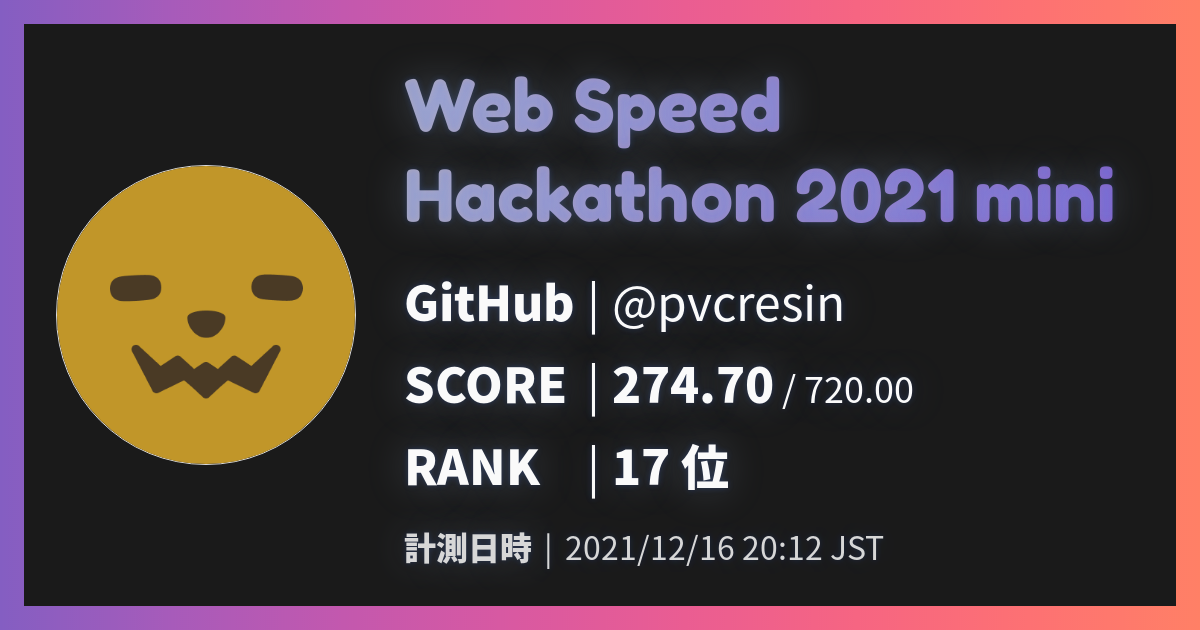 Web Speed
Hackathon 2021 mini
GitHub | @pvcresin
SCORE | 274.70 / 720.00
RANK | 17 位
計測日時 | 2021/12/16 20:12 JST